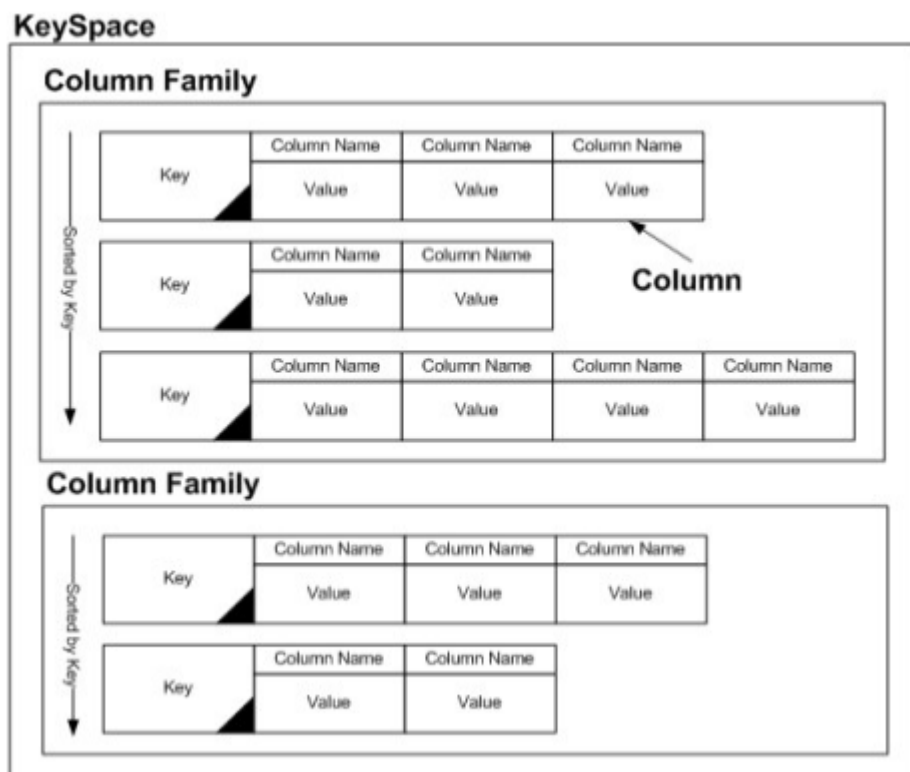 KeySpace
Column Family
Sorted by Key
Column Name Column Name Column Name
Key Value Value Value
Column
Column Name Column Name
Key Value Value
Column Name Column Name Column Name Column Name
Key Value Value Value Value
Column Family
Sorted by Key
Column Name Column Name Column Name
Key Value Value Value
Column Name Column Name
Key Value Value